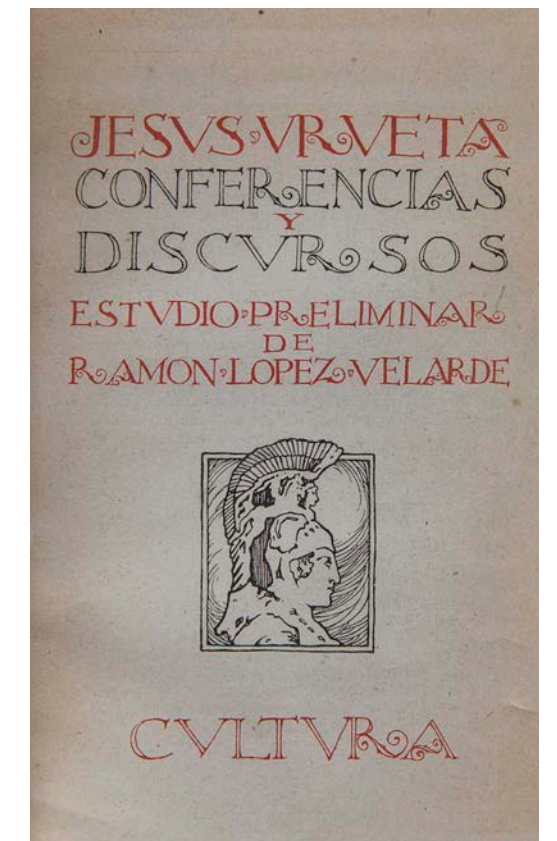 JESVS·VRVETA
CONFERENCIAS
Y
DISCVRSOS
ESTVDIO·PRELIMINAR
DE
RAMON·LOPEZ·VELARDE
CVLTVRA